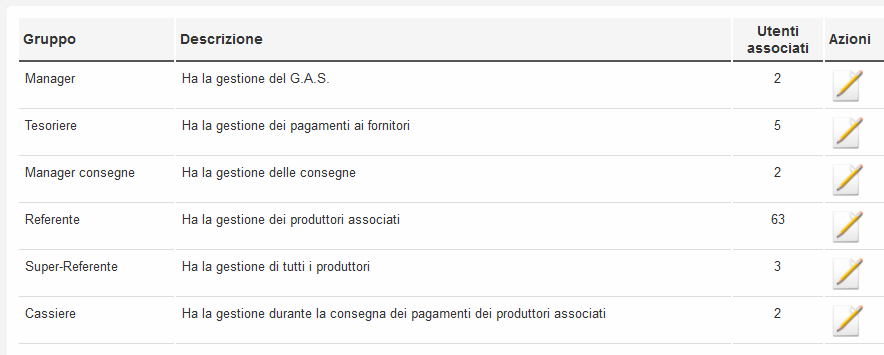 Gruppo Descrizione Utenti associati Azioni
Manager Ha la gestione del G.A.S. 2
Tesoriere Ha la gestione dei pagamenti ai fornitori 5
Manager consegne Ha la gestione delle consegne 2
Referente Ha la gestione dei produttori associati 63
Super-Referente Ha la gestione di tutti i produttori 3
Cassiere Ha la gestione durante la consegna dei pagamenti dei produttori associati 2